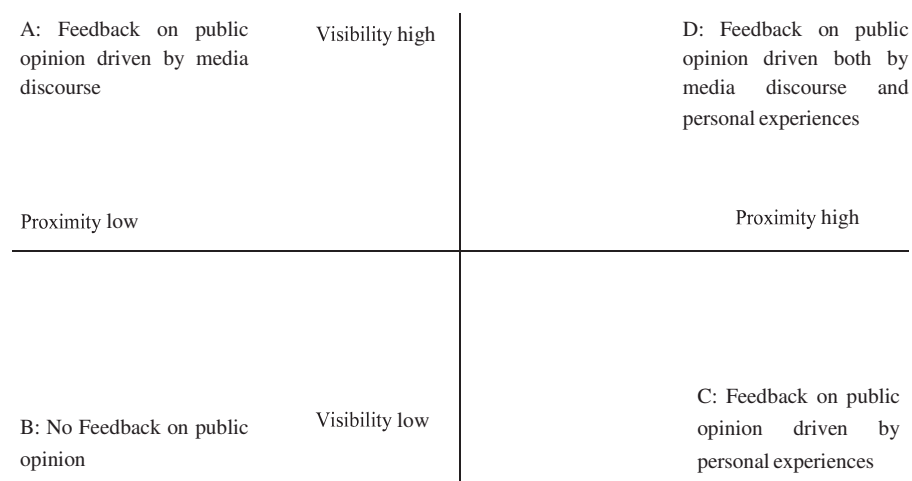 A: Feedback on public
opinion driven by media
discourse
Visibility high
D: Feedback on public
opinion driven both by
media discourse and
personal experiences
Proximity low
Proximity high
B: No Feedback on public
opinion
Visibility low
C: Feedback on public
opinion driven by
personal experiences